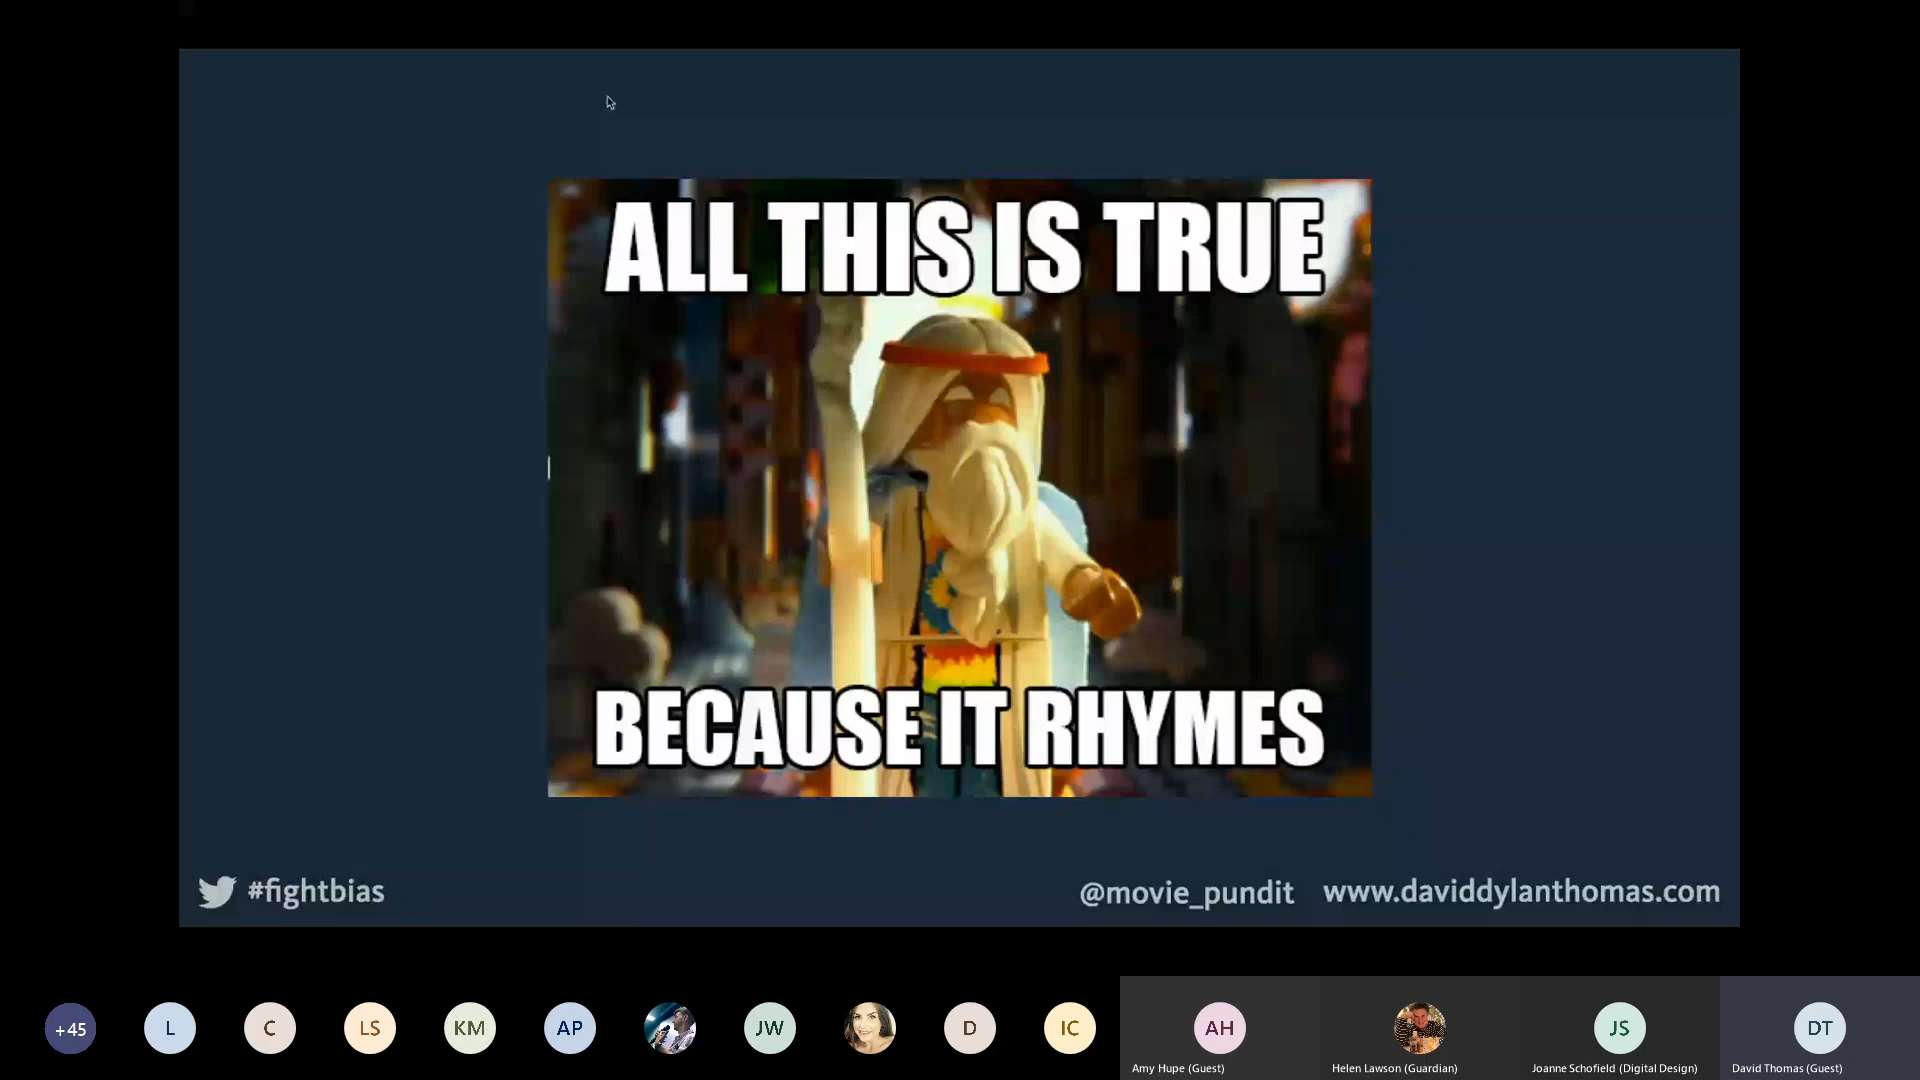 ALL THIS IS TRUE
BECAUSE IT RHYMES
#fightbias
@movie_pundit www.daviddylanthomas.com
+45 L C LS KM AP JW D IC AH JS DT
Amy Hupe (Guest) Helen Lawson (Guardian) Joanne Schofield (Digital Design) David Thomas (Guest)